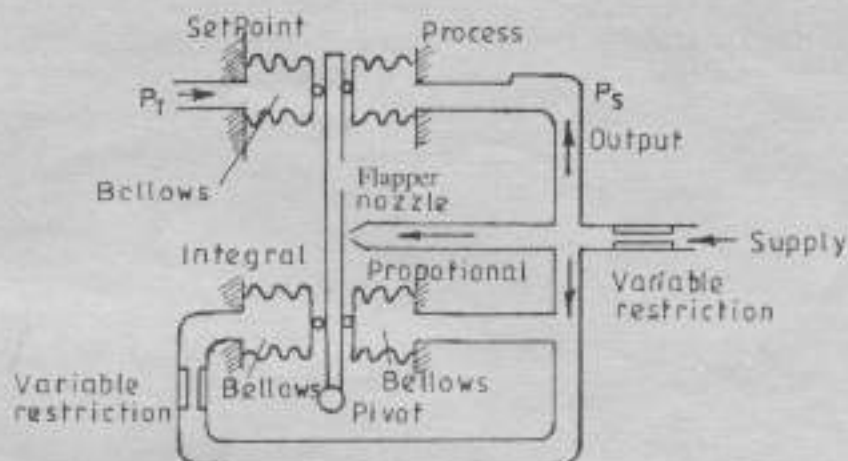 SetPoint
Process
P₁
Pₛ
Output
Bellows
Flapper
nozzle
Supply
Integral
Propotional
Variable
restriction
Bellows
Bellows
Variable
restriction
Pivot